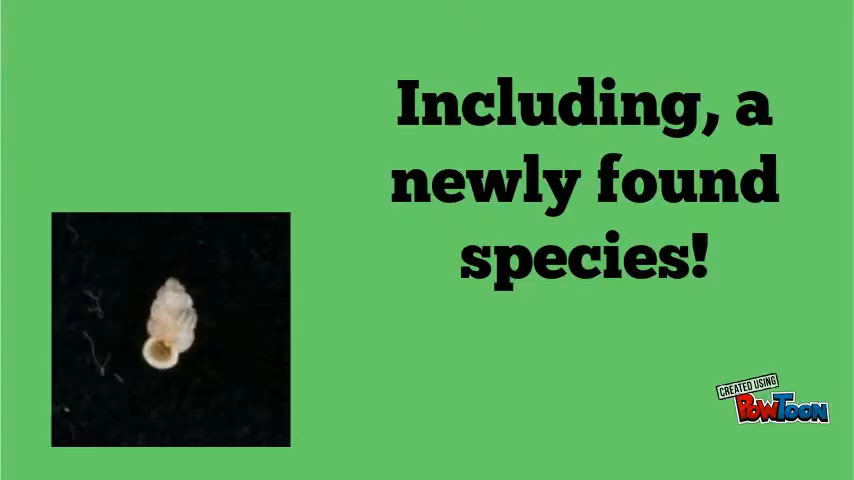 Including, a
newly found
species!
CREATED USING
POWTOON